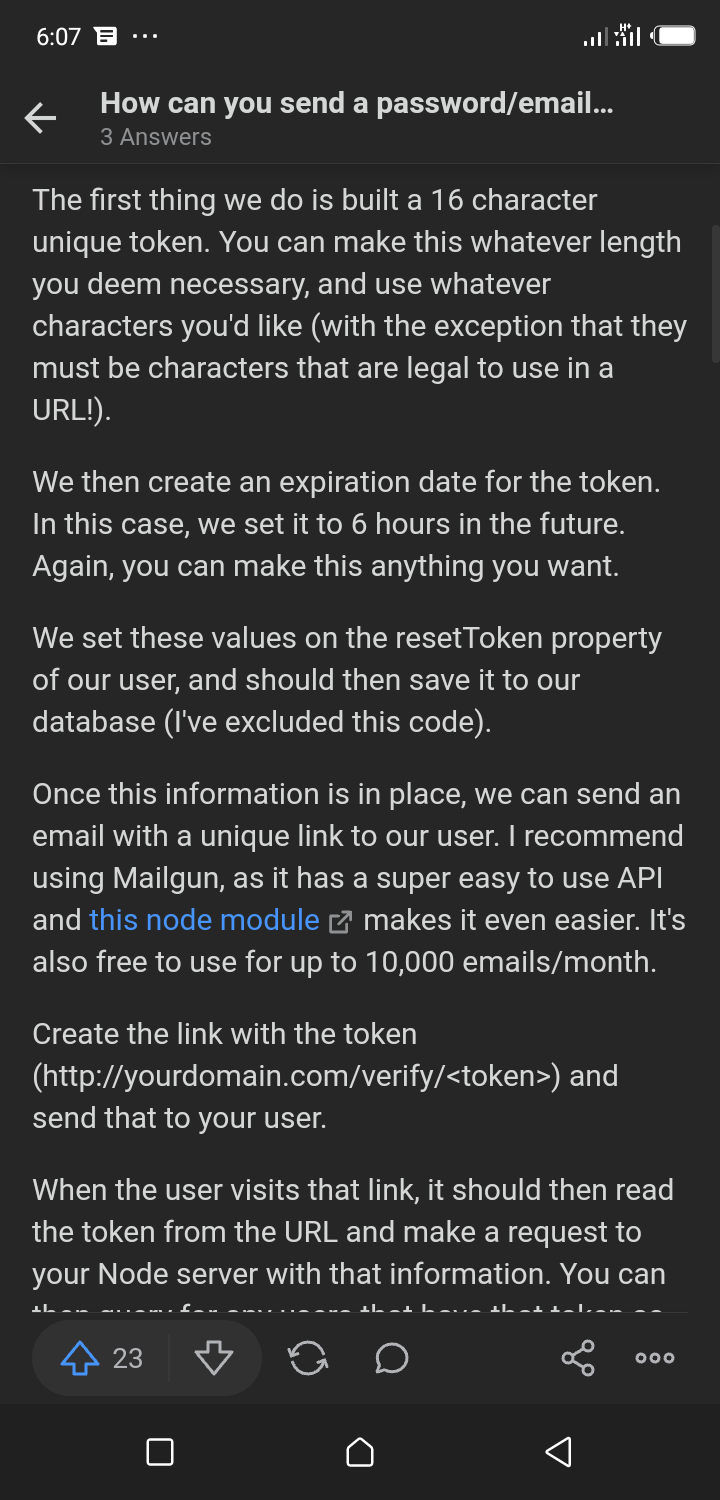 6:07
How can you send a password/email...
3 Answers
The first thing we do is built a 16 character
unique token. You can make this whatever length
you deem necessary, and use whatever
characters you'd like (with the exception that they
must be characters that are legal to use in a
URL!).
We then create an expiration date for the token.
In this case, we set it to 6 hours in the future.
Again, you can make this anything you want.
We set these values on the resetToken property
of our user, and should then save it to our
database (I've excluded this code).
Once this information is in place, we can send an
email with a unique link to our user. I recommend
using Mailgun, as it has a super easy to use API
and this node module makes it even easier. It's
also free to use for up to 10,000 emails/month.
Create the link with the token
(http://yourdomain.com/verify/<token>) and
send that to your user.
When the user visits that link, it should then read
the token from the URL and make a request to
your Node server with that information. You can
then query for any users that have that token as
23